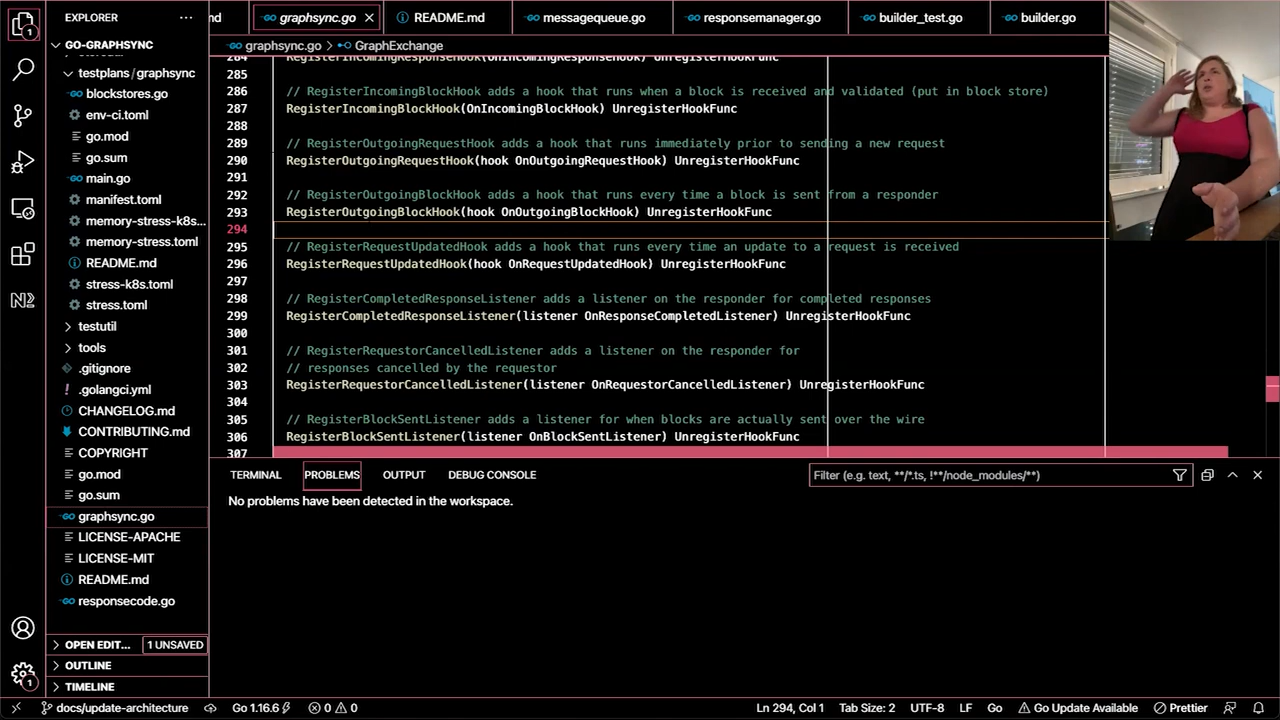 EXPLORER
GO-GRAPHSYNC
testplans / graphsync
blockstores.go
env-ci.toml
go.mod
go.sum
main.go
manifest.toml
memory-stress-k8s...
memory-stress.toml
README.md
stress-k8s.toml
stress.toml
testutil
tools
.gitignore
.golangci.yml
CHANGELOG.md
CONTRIBUTING.md
COPYRIGHT
go.mod
go.sum
graphsync.go
LICENSE-APACHE
LICENSE-MIT
README.md
responsecode.go
OPEN EDIT... 1 UNSAVED
OUTLINE
TIMELINE
nd graphsync.go README.md messagequeue.go responsemanager.go builder_test.go builder.go
graphsync.go > GraphExchange
284 RegisterIncomingResponseHook(OnIncomingResponseHook) UnregisterHookFunc
285
286 // RegisterIncomingBlockHook adds a hook that runs when a block is received and validated (put in block store)
287 RegisterIncomingBlockHook(OnIncomingBlockHook) UnregisterHookFunc
288
289 // RegisterOutgoingRequestHook adds a hook that runs immediately prior to sending a new request
290 RegisterOutgoingRequestHook(hook OnOutgoingRequestHook) UnregisterHookFunc
291
292 // RegisterOutgoingBlockHook adds a hook that runs every time a block is sent from a responder
293 RegisterOutgoingBlockHook(hook OnOutgoingBlockHook) UnregisterHookFunc
294
295 // RegisterRequestUpdatedHook adds a hook that runs every time an update to a request is received
296 RegisterRequestUpdatedHook(hook OnRequestUpdatedHook) UnregisterHookFunc
297
298 // RegisterCompletedResponseListener adds a listener on the responder for completed responses
299 RegisterCompletedResponseListener(listener OnResponseCompletedListener) UnregisterHookFunc
300
301 // RegisterRequestorCancelledListener adds a listener on the responder for
302 // responses cancelled by the requestor
303 RegisterRequestorCancelledListener(listener OnRequestorCancelledListener) UnregisterHookFunc
304
305 // RegisterBlockSentListener adds a listener for when blocks are actually sent over the wire
306 RegisterBlockSentListener(listener OnBlockSentListener) UnregisterHookFunc
307
TERMINAL PROBLEMS OUTPUT DEBUG CONSOLE Filter (e.g. text, **/*.ts, !**/node_modules/**)
No problems have been detected in the workspace.
docs/update-architecture Go 1.16.6 0 0 Ln 294, Col 1 Tab Size: 2 UTF-8 LF Go Go Update Available Prettier